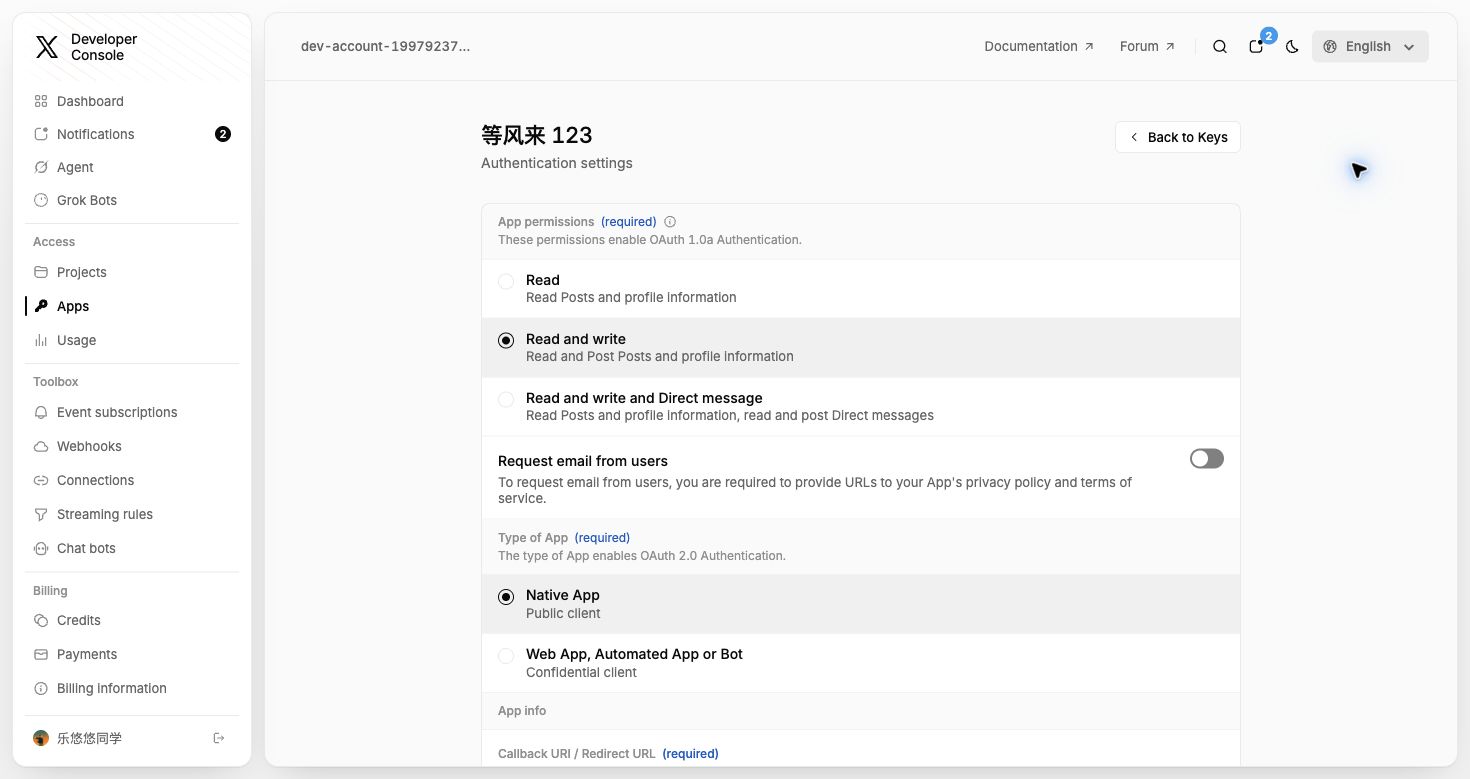 Developer
Console
Dashboard
Notifications
2
Agent
Grok Bots
Access
Projects
Apps
Usage
Toolbox
Event subscriptions
Webhooks
Connections
Streaming rules
Chat bots
Billing
Credits
Payments
Billing information
乐悠悠同学
dev-account-19979237...
Documentation
Forum
2
English
等风来 123
Back to Keys
Authentication settings
App permissions (required)
These permissions enable OAuth 1.0a Authentication.
Read
Read Posts and profile information
Read and write
Read and Post Posts and profile information
Read and write and Direct message
Read Posts and profile information, read and post Direct messages
Request email from users
To request email from users, you are required to provide URLs to your App's privacy policy and terms of
service.
Type of App (required)
The type of App enables OAuth 2.0 Authentication.
Native App
Public client
Web App, Automated App or Bot
Confidential client
App info
Callback URI / Redirect URL (required)